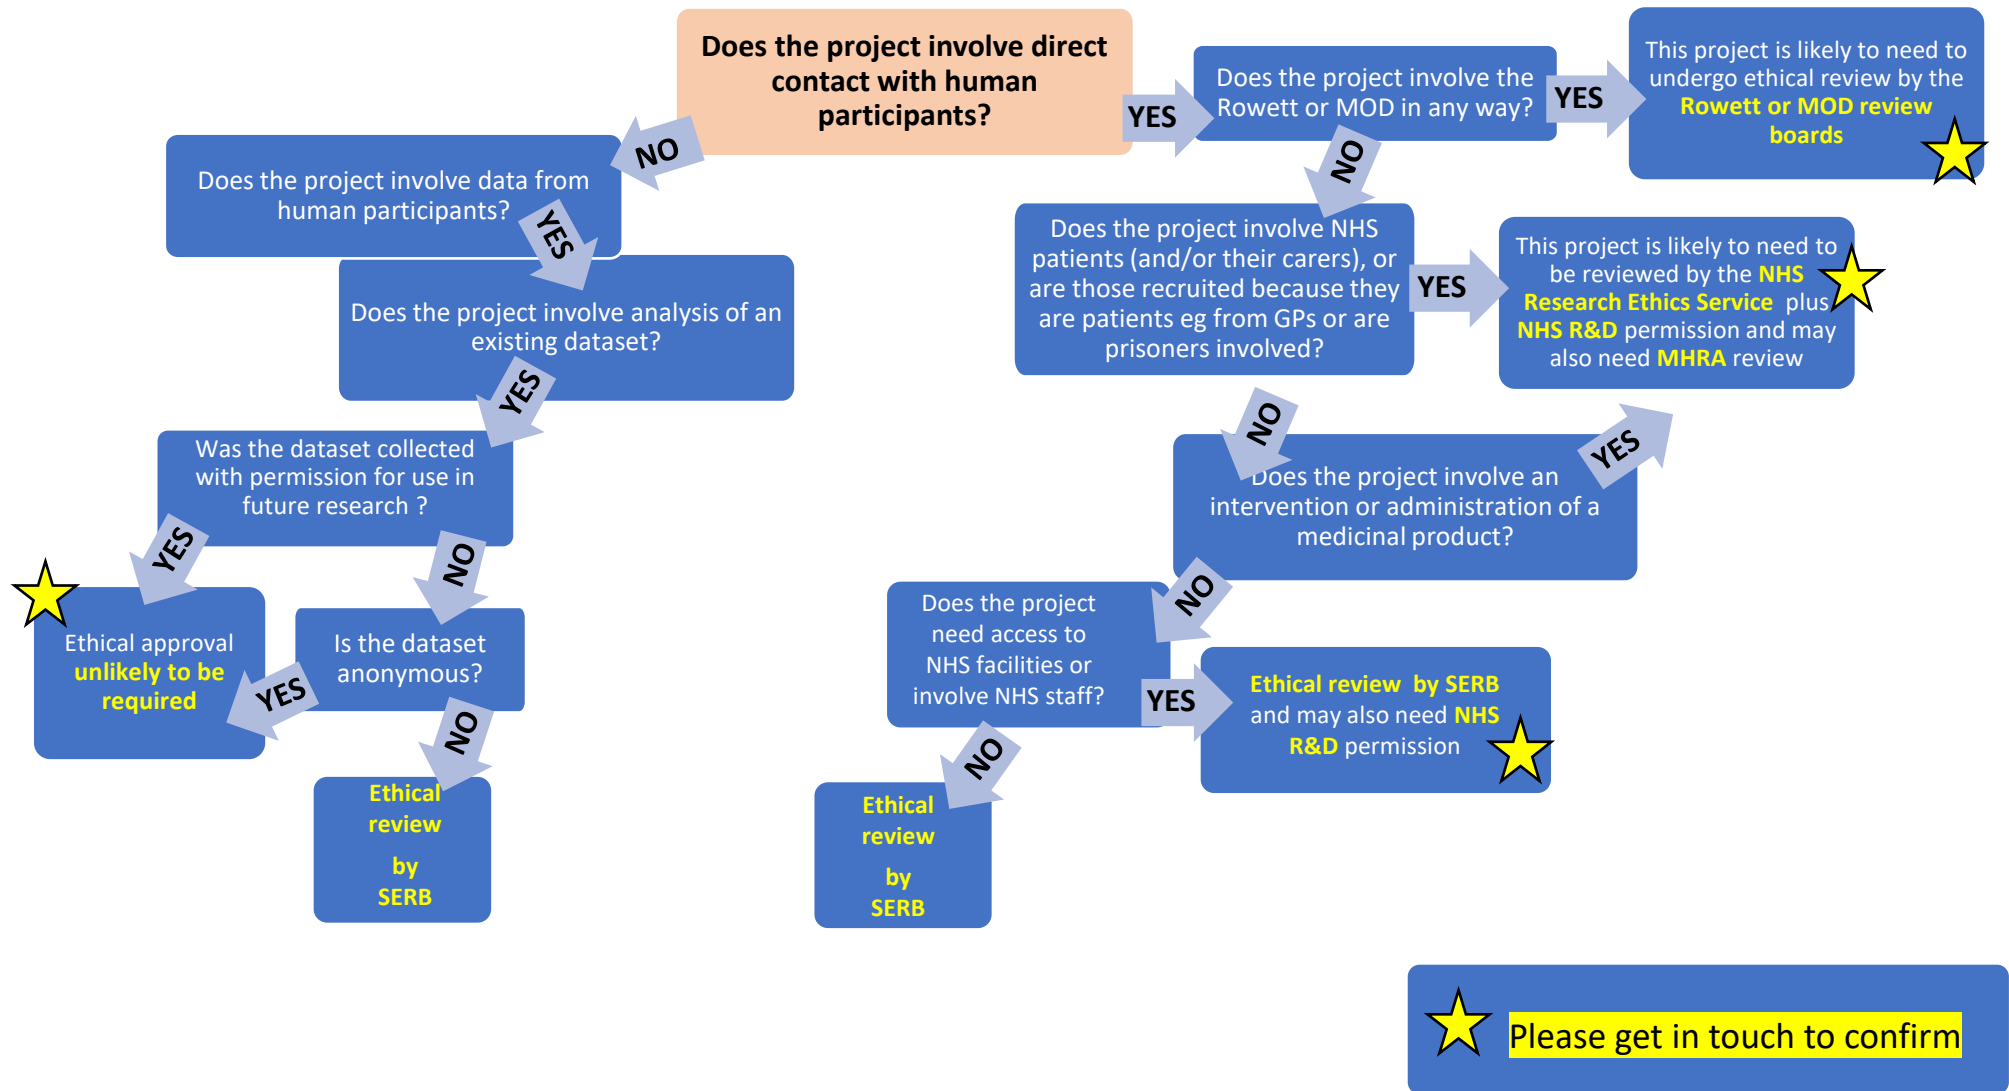 Does the project involve direct
contact with human
participants?
YES
Does the project involve the
Rowett or MOD in any way?
YES
This project is likely to need to
undergo ethical review by the
Rowett or MOD review
boards
NO
Does the project involve data from
human participants?
YES
Does the project involve analysis of an
existing dataset?
YES
Was the dataset collected
with permission for use in
future research ?
YES
NO
Ethical approval
unlikely to be
required
Is the dataset
anonymous?
YES
NO
Ethical
review
by
SERB
NO
Does the project involve NHS
patients (and/or their carers), or
are those recruited because they
are patients eg from GPs or are
prisoners involved?
YES
This project is likely to need to
be reviewed by the NHS
Research Ethics Service plus
NHS R&D permission and may
also need MHRA review
NO
Does the project involve an
intervention or administration of a
medicinal product?
YES
NO
Does the project
need access to
NHS facilities or
involve NHS staff?
YES
Ethical review by SERB
and may also need NHS
R&D permission
NO
Ethical
review
by
SERB
Please get in touch to confirm